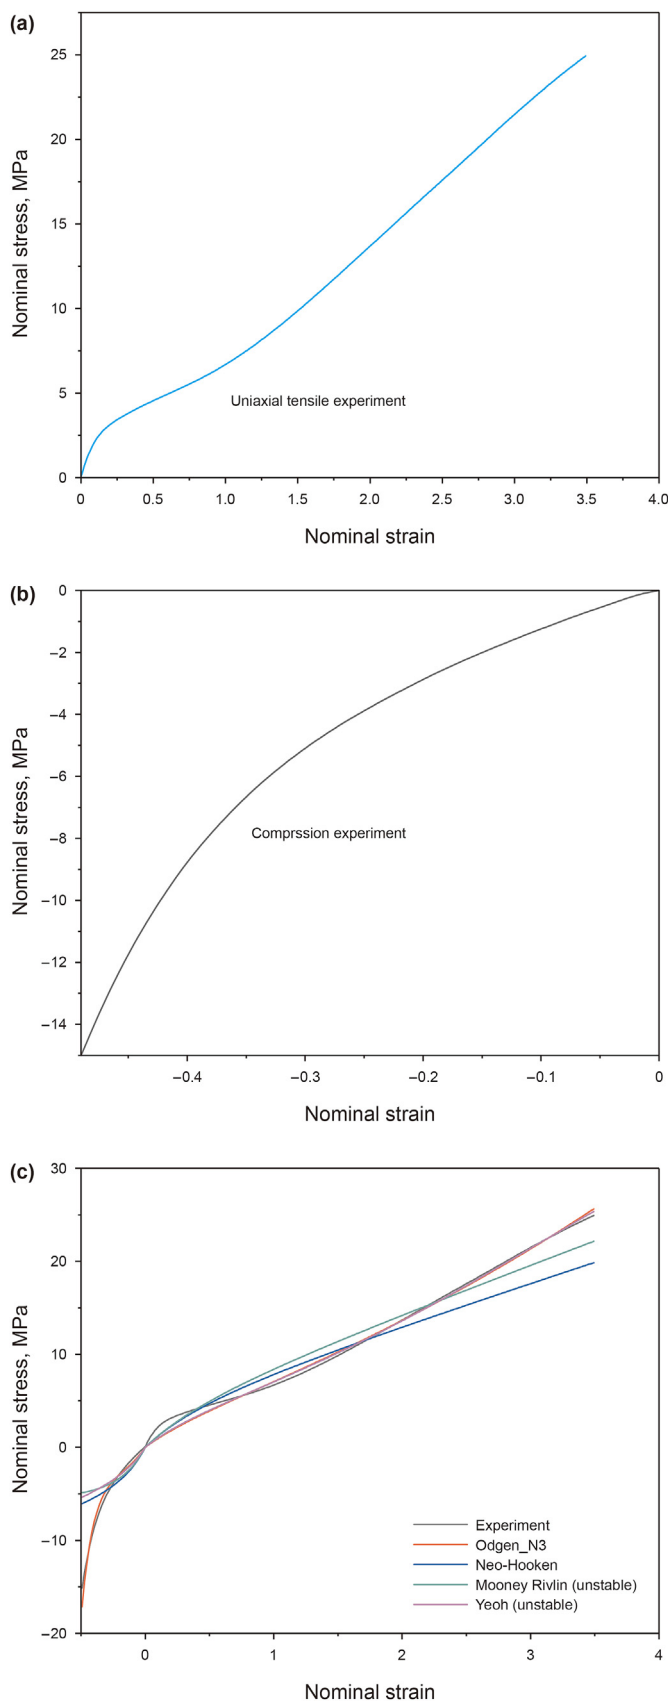 (a)
25
20
15
10
5
0
Nominal stress, MPa
Uniaxial tensile experiment
0 0.5 1.0 1.5 2.0 2.5 3.0 3.5 4.0
Nominal strain
(b)
0
–2
–4
–6
–8
–10
–12
–14
Nominal stress, MPa
Comprssion experiment
–0.4 –0.3 –0.2 –0.1 0
Nominal strain
(c)
30
20
10
0
–10
–20
Nominal stress, MPa
Experiment
Odgen_N3
Neo-Hooken
Mooney Rivlin (unstable)
Yeoh (unstable)
0 1 2 3 4
Nominal strain